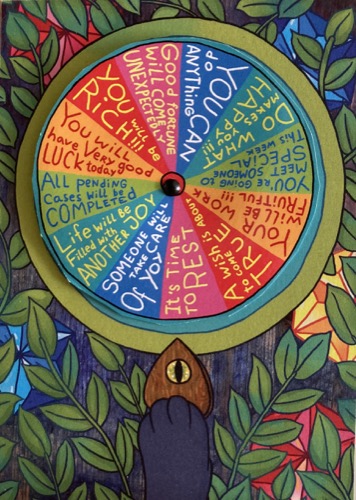 YOU CAN
DO ANYTHING
DO WHAT
MAKES YOU
HAPPY!!!
YOU'RE GOING TO
MEET SOMEONE
SPECIAL
THIS WEEK
YOUR WORK
WILL BE
FRUITFUL!!!
A WISH IS ABOUT
TO COME TRUE
It's TIME
TO REST
SOMEONE WILL
TAKE CARE
Of YOU
Life will be
Filled with
ANOTHER JOY
All pending
Cases will be
COMPLETED
You will
have Very good
LUCK today
YOU will be
RICH!!!
Good fortune
will come
UNEXPECTEDLY